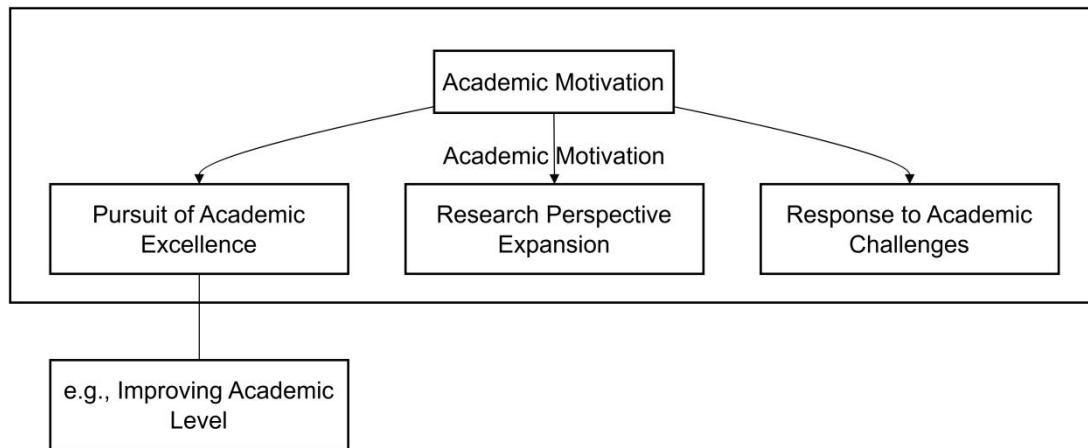 Academic Motivation
Academic Motivation
Pursuit of Academic
Excellence
Research Perspective
Expansion
Response to Academic
Challenges
e.g., Improving Academic
Level